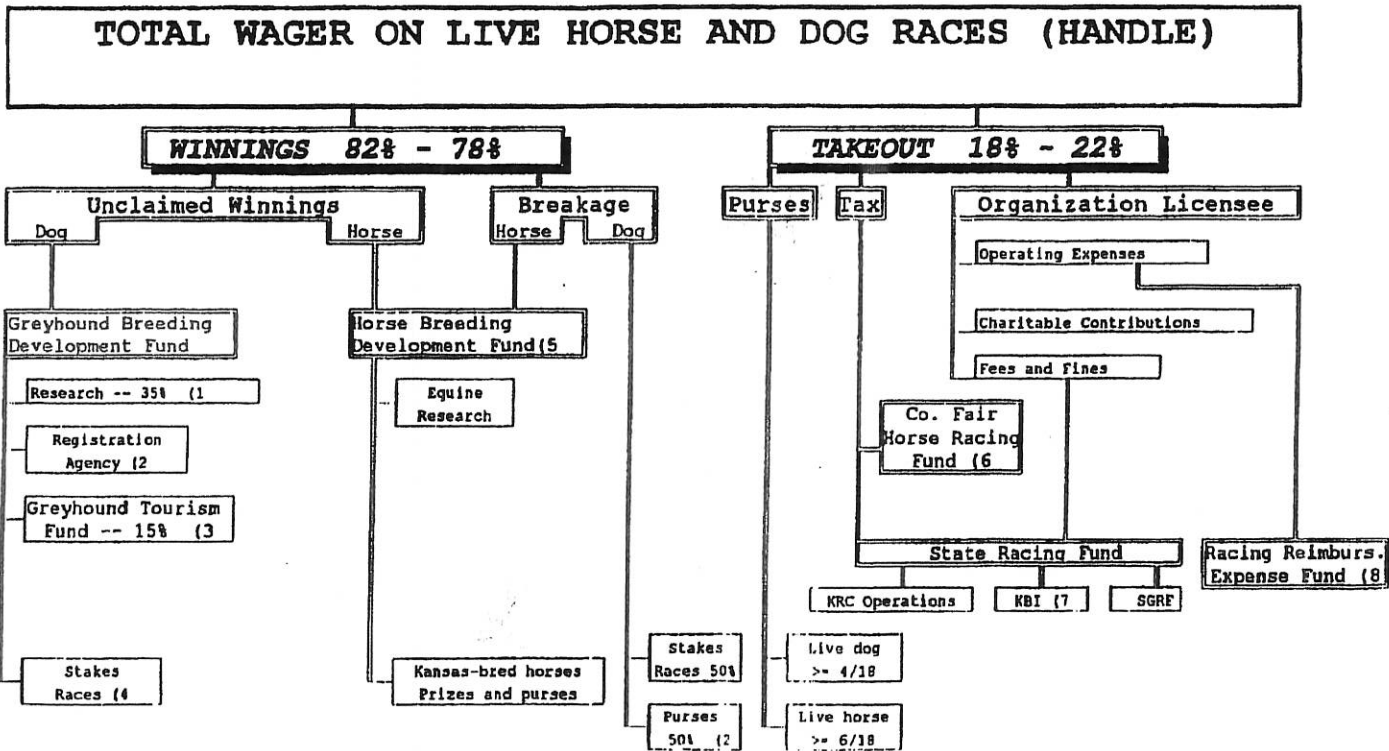 TOTAL WAGER ON LIVE HORSE AND DOG RACES (HANDLE)
WINNINGS 82% - 78%
TAKEOUT 18% - 22%
Unclaimed Winnings
Dog
Horse
Breakage
Horse
Dog
Purses
Tax
Organization Licensee
Operating Expenses
Charitable Contributions
Fees and Fines
Greyhound Breeding
Development Fund
Horse Breeding
Development Fund(5
Research -- 35% (1
Registration
Agency (2
Greyhound Tourism
Fund -- 15% (3
Equine
Research
Co. Fair
Horse Racing
Fund (6
State Racing Fund
Racing Reimburs.
Expense Fund (8
KRC Operations
KBI (7
SGRF
Stakes
Races (4
Kansas-bred horses
Prizes and purses
Stakes
Races 50%
Live dog
>= 4/18
Purses
50% (2
Live horse
>= 6/18